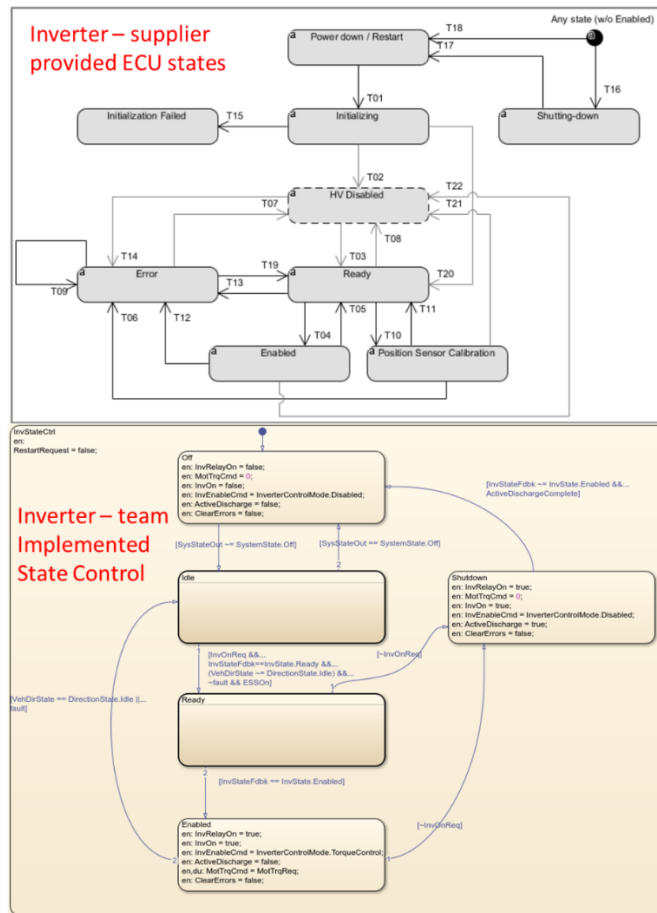 Inverter – supplier
provided ECU states
Any state (w/o Enabled)
a
T18
T17
a
Power down / Restart
T01
T16
Initialization Failed
T15
a
Initializing
a
Shutting-down
T02
T22
T07
HV Disabled
T21
T08
T14
T03
T19
T20
a
Error
a
Ready
T13
T09
T06
T12
T05
T11
T04
T10
a
Enabled
a
Position Sensor Calibration
InvStateCtrl
en:
RestartRequest = false;
Off
en: InvRelayOn = false;
en: MotTrqCmd = 0;
en: InvOn = false;
en: InvEnableCmd = InverterControlMode.Disabled;
en: ActiveDischarge = false;
en: ClearErrors = false;
[InvStateFdbk ~= InvState.Enabled &&...
ActiveDischargeComplete]
Inverter – team
Implemented
State Control
[SysStateOut ~= SystemState.Off]
[SysStateOut == SystemState.Off]
2
Idle
Shutdown
en: InvRelayOn = true;
en: MotTrqCmd = 0;
en: InvOn = true;
en: InvEnableCmd = InverterControlMode.Disabled;
en: ActiveDischarge = true;
en: ClearErrors = false;
1
[InvOnReq &&...
InvStateFdbk==InvState.Ready &&...
(VehDirState ~= DirectionState.Idle) &&...
~fault && ESSOn]
[~InvOnReq]
[VehDirState == DirectionState.Idle ||...
fault]
Ready
1
2
[InvStateFdbk == InvState.Enabled]
[~InvOnReq]
Enabled
en: InvRelayOn = true;
en: InvOn = true;
en: InvEnableCmd = InverterControlMode.TorqueControl;
en: ActiveDischarge = false;
en,du: MotTrqCmd = MotTrqReq;
en: ClearErrors = false;
2
1